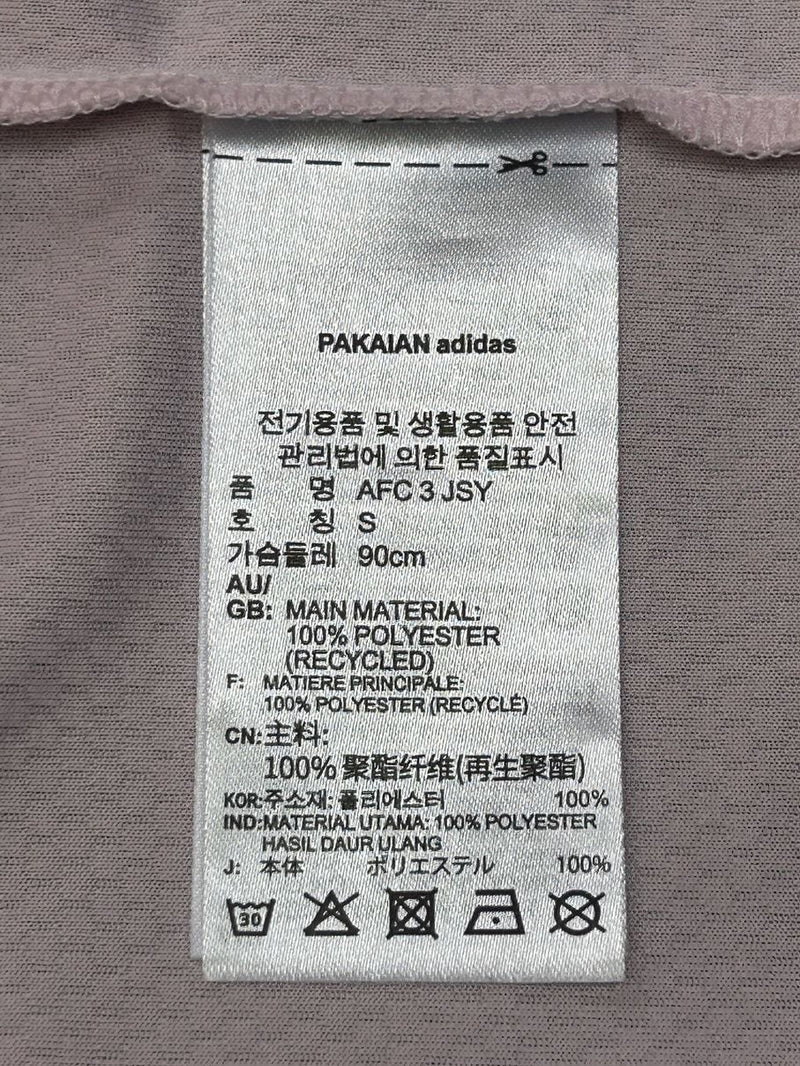 PAKAIAN adidas
전기용품 및 생활용품 안전
관리법에 의한 품질표시
품 명 AFC 3 JSY
호 칭 S
가슴둘레 90cm
AU/
GB: MAIN MATERIAL:
100% POLYESTER
(RECYCLED)
F: MATIERE PRINCIPALE:
100% POLYESTER (RECYCLÉ)
CN:主料:
100% 聚酯纤维(再生聚酯)
KOR:주소재: 폴리에스터 100%
IND:MATERIAL UTAMA: 100% POLYESTER
HASIL DAUR ULANG
J: 本体 ポリエステル 100%
30